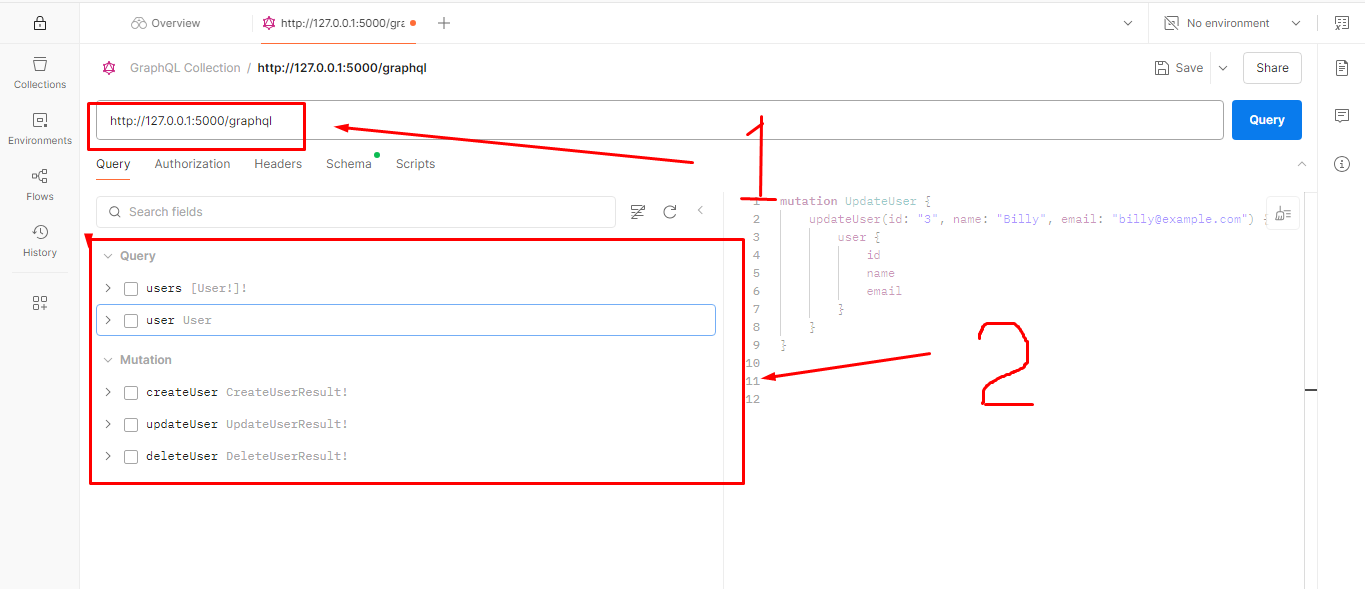 Overview
http://127.0.0.1:5000/gra
No environment
Collections
Environments
Flows
History
GraphQL Collection / http://127.0.0.1:5000/graphql
Save
Share
http://127.0.0.1:5000/graphql
Query
Query
Authorization
Headers
Schema
Scripts
1
Search fields
Query
users [User!]!
user User
Mutation
createUser CreateUserResult!
updateUser UpdateUserResult!
deleteUser DeleteUserResult!
1 mutation UpdateUser {
2 updateUser(id: "3", name: "Billy", email: "billy@example.com") {
3 user {
4 id
5 name
6 email
7 }
8 }
9 }
10
11
12
2